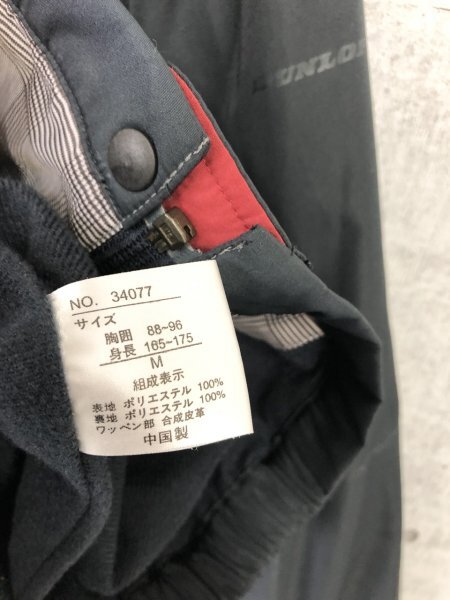 DUNLOP
NO. 34077
サイズ
胸囲 88~96
身長 165~175
M
組成表示
表地 ポリエステル 100%
裏地 ポリエステル 100%
ワッペン部 合成皮革
中国製